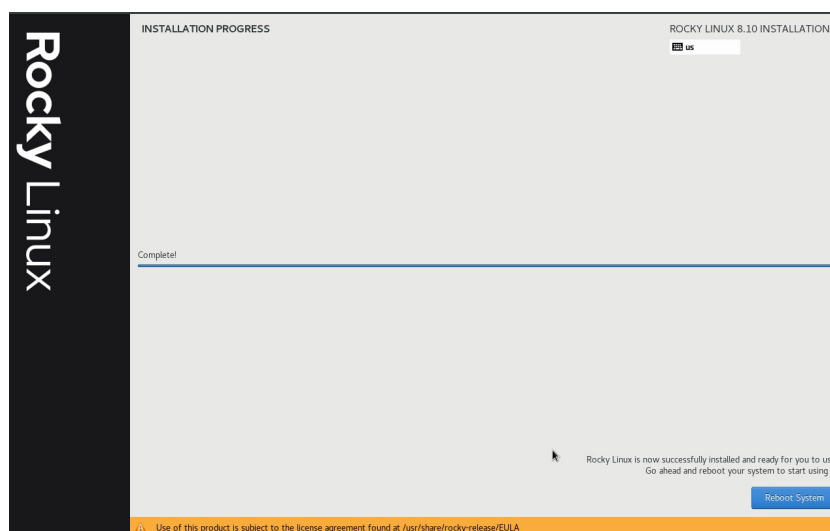 Rocky Linux
INSTALLATION PROGRESS
ROCKY LINUX 8.10 INSTALLATION
us
Complete!
Rocky Linux is now successfully installed and ready for you to
Go ahead and reboot your system to start using
Reboot System
Use of this product is subject to the license agreement found at /usr/share/rocky-release/EULA